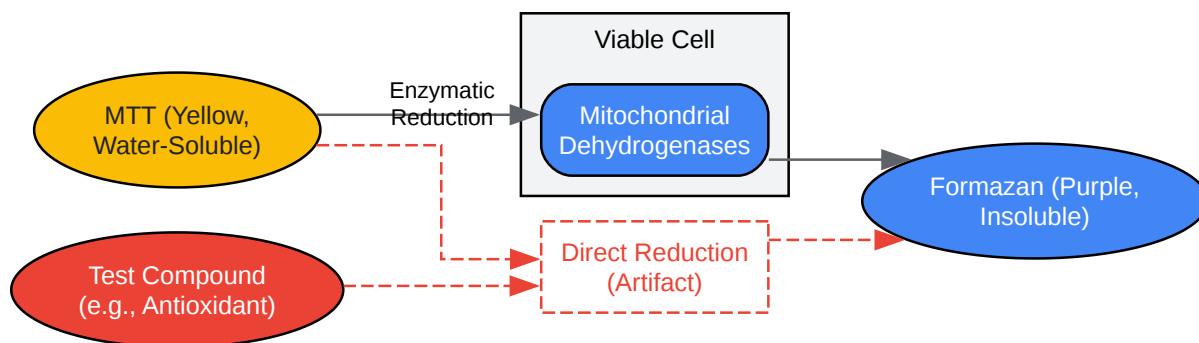 Viable Cell
MTT (Yellow,
Water-Soluble)
Enzymatic
Reduction
Mitochondrial
Dehydrogenases
Formazan (Purple,
Insoluble)
Direct Reduction
(Artifact)
Test Compound
(e.g., Antioxidant)